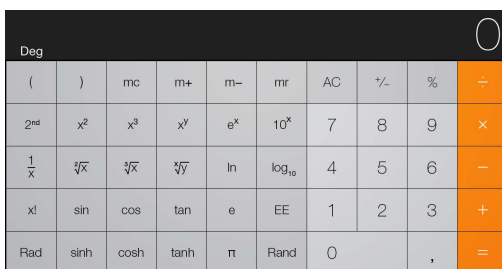 0
Deg
( ) mc m+ m− mr AC +/− % ÷
2ⁿᵈ x² x³ xʸ eˣ 10ˣ 7 8 9 ×
1/x ²√x ³√x ˣ√y ln log₁₀ 4 5 6 −
x! sin cos tan e EE 1 2 3 +
Rad sinh cosh tanh π Rand 0 , =